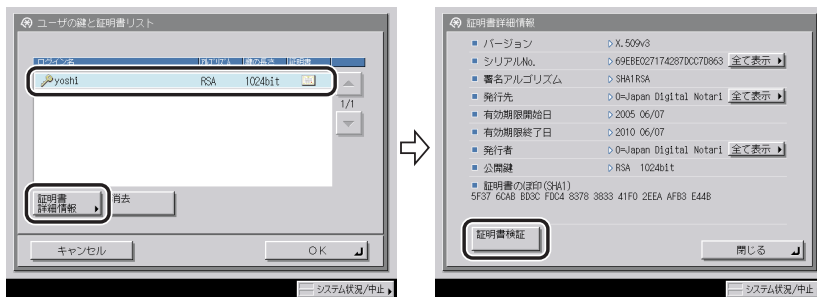 ユーザの鍵と証明書リスト
ログイン名 アルゴリズム 鍵の長さ 証明書
yoshi RSA 1024bit
1/1
証明書
詳細情報
消去
キャンセル
OK
システム状況/中止
証明書詳細情報
バージョン X.509v3
シリアルNo. 69EBE027174287DCC7D863 全て表示
署名アルゴリズム SHA1RSA
発行先 O=Japan Digital Notari 全て表示
有効期限開始日 2005 06/07
有効期限終了日 2010 06/07
発行者 O=Japan Digital Notari 全て表示
公開鍵 RSA 1024bit
証明書のぼ印(SHA1)
5F37 6CAB BD3C FDC4 8378 3833 41F0 2EEA AFB3 E44B
証明書検証
閉じる
システム状況/中止